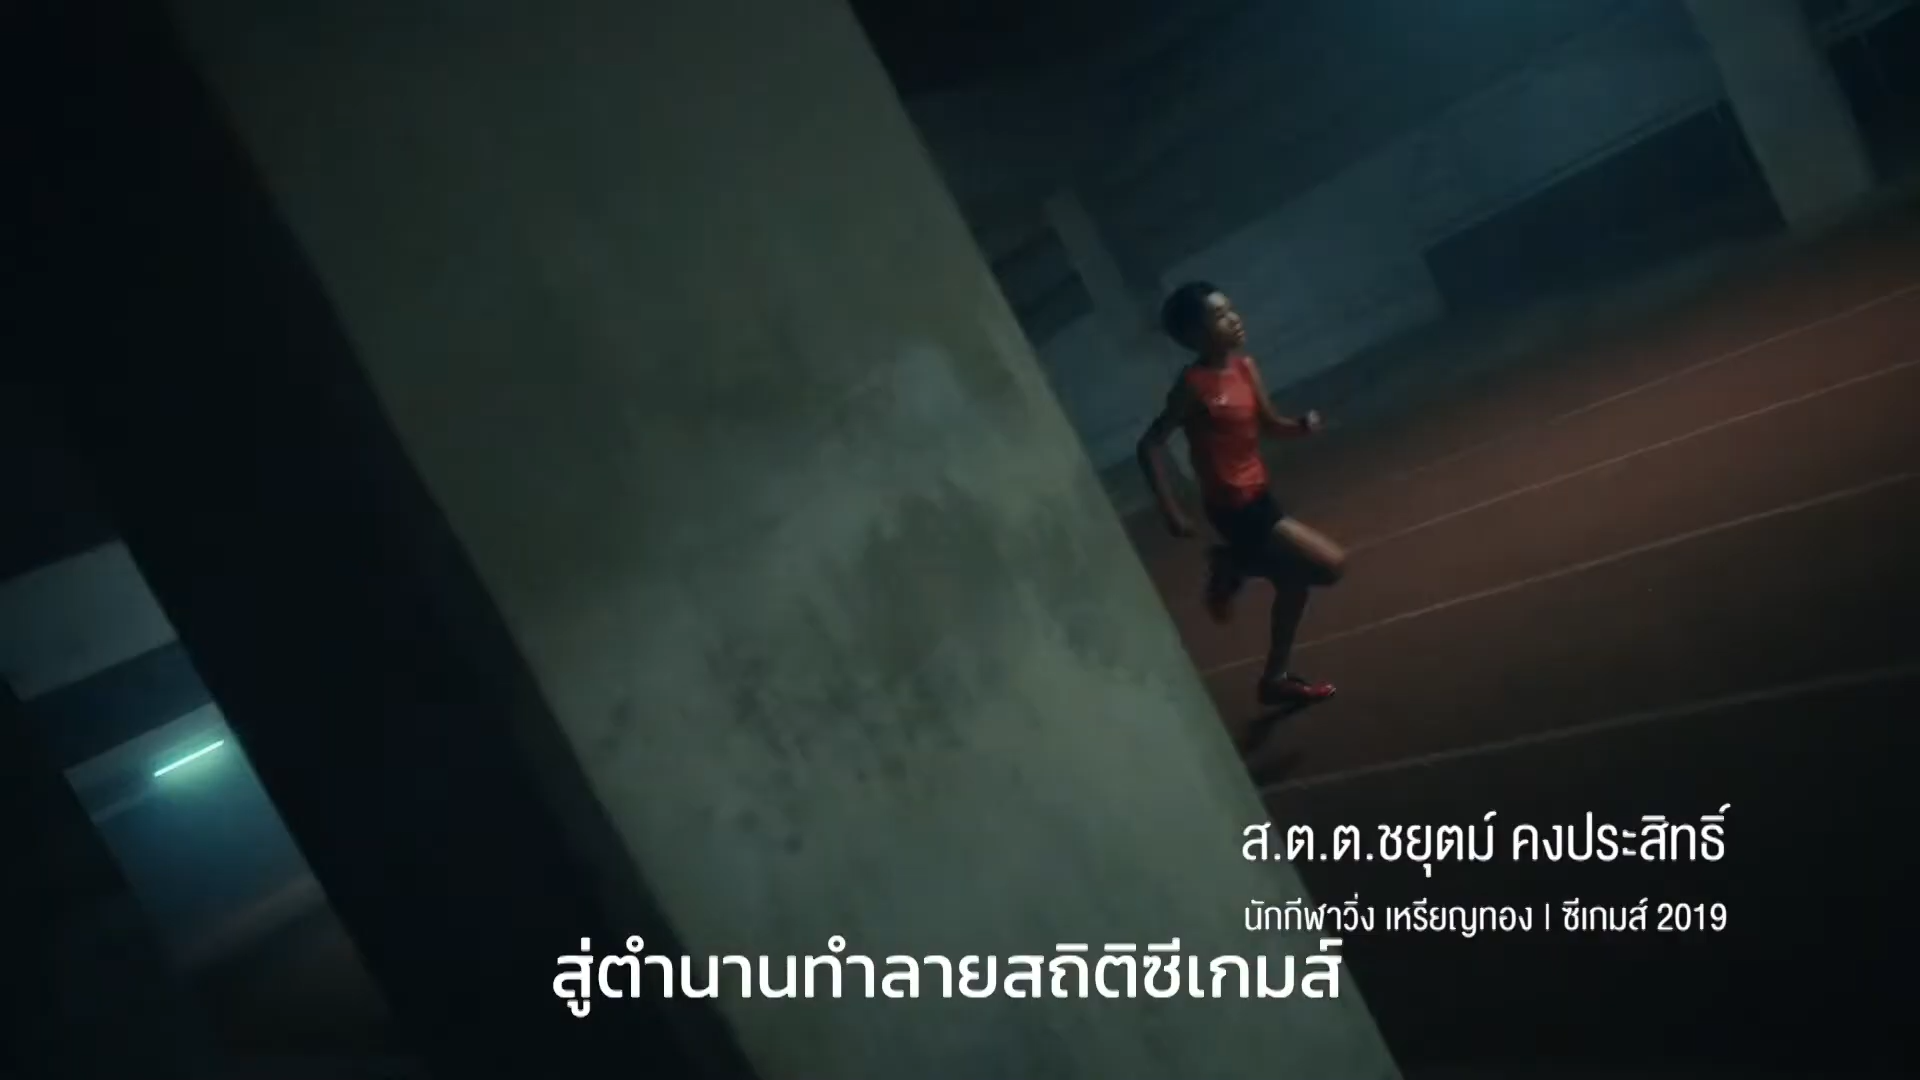 ส.ต.ต.ชยุตม์ คงประสิทธิ์
นักกีฬาวิ่ง เหรียญทอง | ซีเกมส์ 2019
สู่ตำนานทำลายสถิติซีเกมส์